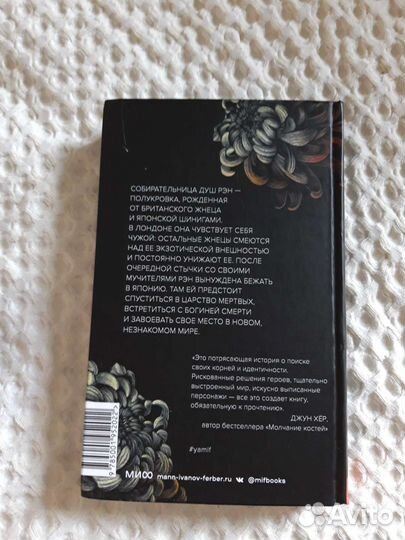 СОБИРАТЕЛЬНИЦА ДУШ РЭН —
ПОЛУКРОВКА, РОЖДЕННАЯ
ОТ БРИТАНСКОГО ЖНЕЦА
И ЯПОНСКОЙ ШИНИГАМИ.
В ЛОНДОНЕ ОНА ЧУВСТВУЕТ СЕБЯ
ЧУЖОЙ: ОСТАЛЬНЫЕ ЖНЕЦЫ СМЕЮТСЯ
НАД ЕЕ ЭКЗОТИЧЕСКОЙ ВНЕШНОСТЬЮ
И ПОСТОЯННО УНИЖАЮТ ЕЕ. ПОСЛЕ
ОЧЕРЕДНОЙ СТЫЧКИ СО СВОИМИ
МУЧИТЕЛЯМИ РЭН ВЫНУЖДЕНА БЕЖАТЬ
В ЯПОНИЮ. ТАМ ЕЙ ПРЕДСТОИТ
СПУСТИТЬСЯ В ЦАРСТВО МЕРТВЫХ,
ВСТРЕТИТЬСЯ С БОГИНЕЙ СМЕРТИ
И ЗАВОЕВАТЬ СВОЕ МЕСТО В НОВОМ,
НЕЗНАКОМОМ МИРЕ.
"Это потрясающая история о поиске
своих корней и идентичности.
Рискованные решения героев, тщательно
выстроенный мир, искусно выписанные
персонажи — все это создает книгу,
обязательную к прочтению".
ДЖУН ХЁР,
автор бестселлера «Молчание костей»
#yamif
9785001952022
МИФ mann-ivanov-ferber.ru @mifbooks
Avito